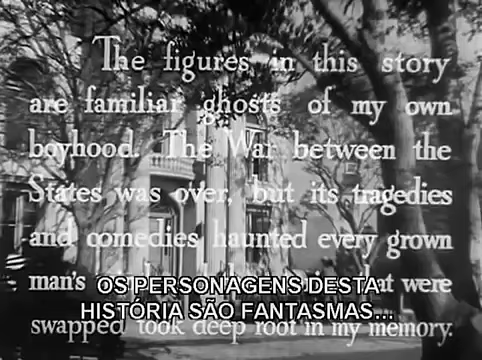 The figures in this story
are familiar ghosts of my own
boyhood. The War between the
States was over, but its tragedies
and comedies haunted every grown
man's were
OS PERSONAGENS DESTA
HISTÓRIA SÃO FANTASMAS...
swapped took deep root in my memory.